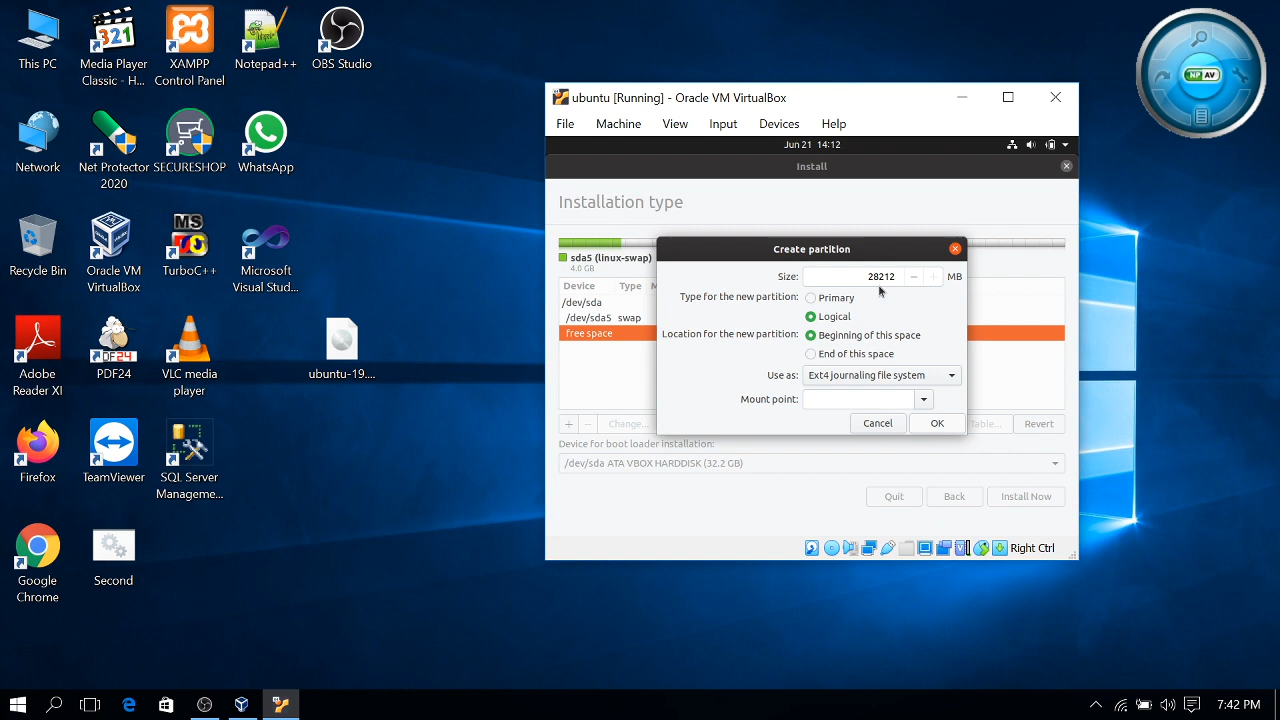 This PC
Media Player
Classic - H...
XAMPP
Control Panel
Notepad++
OBS Studio
Network
Net Protector
2020
SECURESHOP
WhatsApp
Recycle Bin
Oracle VM
VirtualBox
MS
TurboC++
Microsoft
Visual Stud...
Adobe
Reader XI
PDF24
VLC media
player
ubuntu-19....
Firefox
TeamViewer
SQL Server
Manageme...
Google
Chrome
Second
NP AV
ubuntu [Running] - Oracle VM VirtualBox
File Machine View Input Devices Help
Jun 21 14:12
Install
Installation type
sda5 (linux-swap)
4.0 GB
Device Type M
/dev/sda
/dev/sda5 swap
free space
Create partition
Size: 28212 MB
Type for the new partition: Primary
Logical
Location for the new partition: Beginning of this space
End of this space
Use as: Ext4 journaling file system
Mount point:
Cancel OK
+ - Change... Table... Revert
Device for boot loader installation:
/dev/sda ATA VBOX HARDDISK (32.2 GB)
Quit Back Install Now
Right Ctrl
7:42 PM